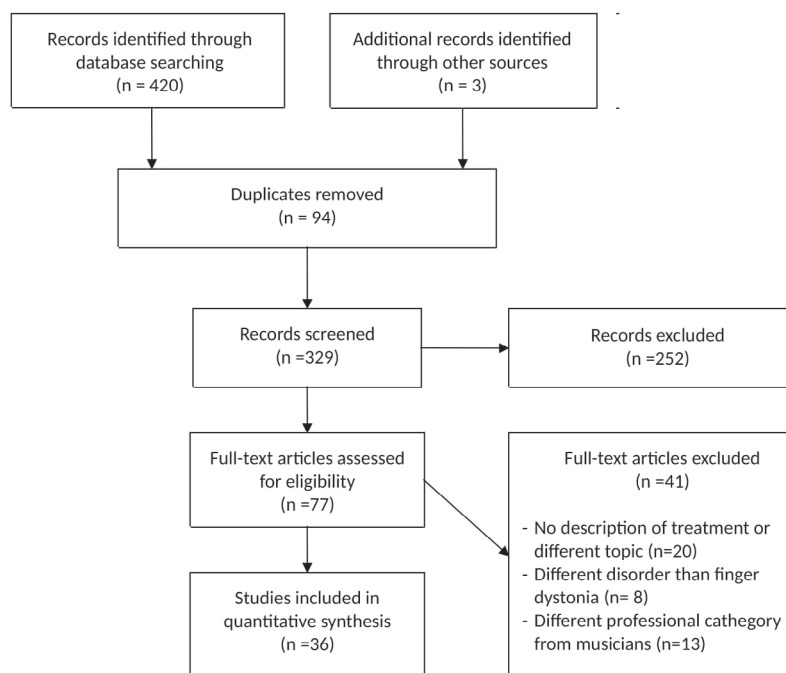 Records identified through
database searching
(n = 420)
Additional records identified
through other sources
(n = 3)
Duplicates removed
(n = 94)
Records screened
(n =329)
Records excluded
(n =252)
Full-text articles assessed
for eligibility
(n =77)
Full-text articles excluded
(n =41)
- No description of treatment or
different topic (n=20)
- Different disorder than finger
dystonia (n= 8)
- Different professional cathegory
from musicians (n=13)
Studies included in
quantitative synthesis
(n =36)